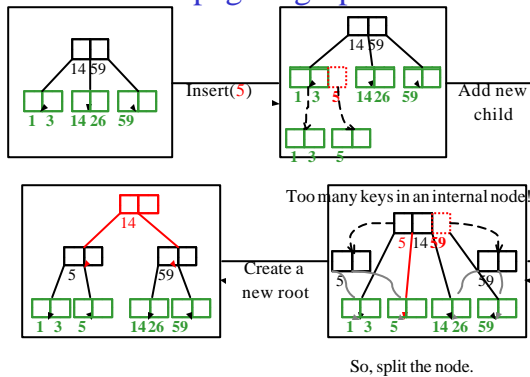 14 59
1 3 14 26 59
Insert(5)
14 59
1 3 5 14 26 59
1 3 5
Add new
child
Too many keys in an internal node!
5 14 59
5 59
1 3 5 14 26 59
So, split the node.
Create a
new root
14
5 59
1 3 5 14 26 59